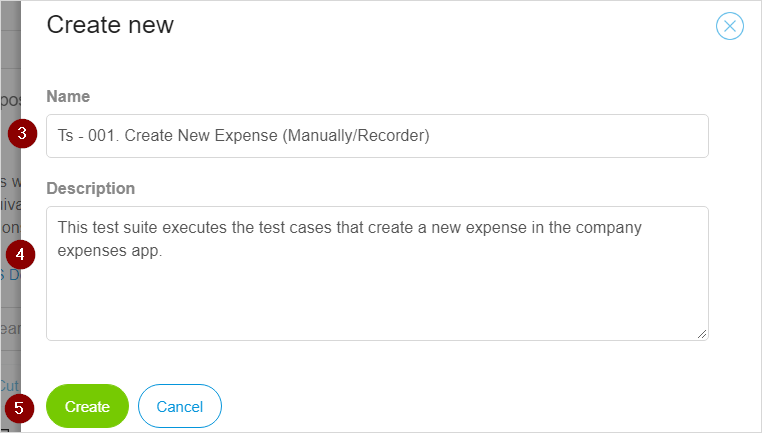 Create new
Name
3
Ts - 001. Create New Expense (Manually/Recorder)
Description
This test suite executes the test cases that create a new expense in the company
expenses app.
4
5
Create
Cancel